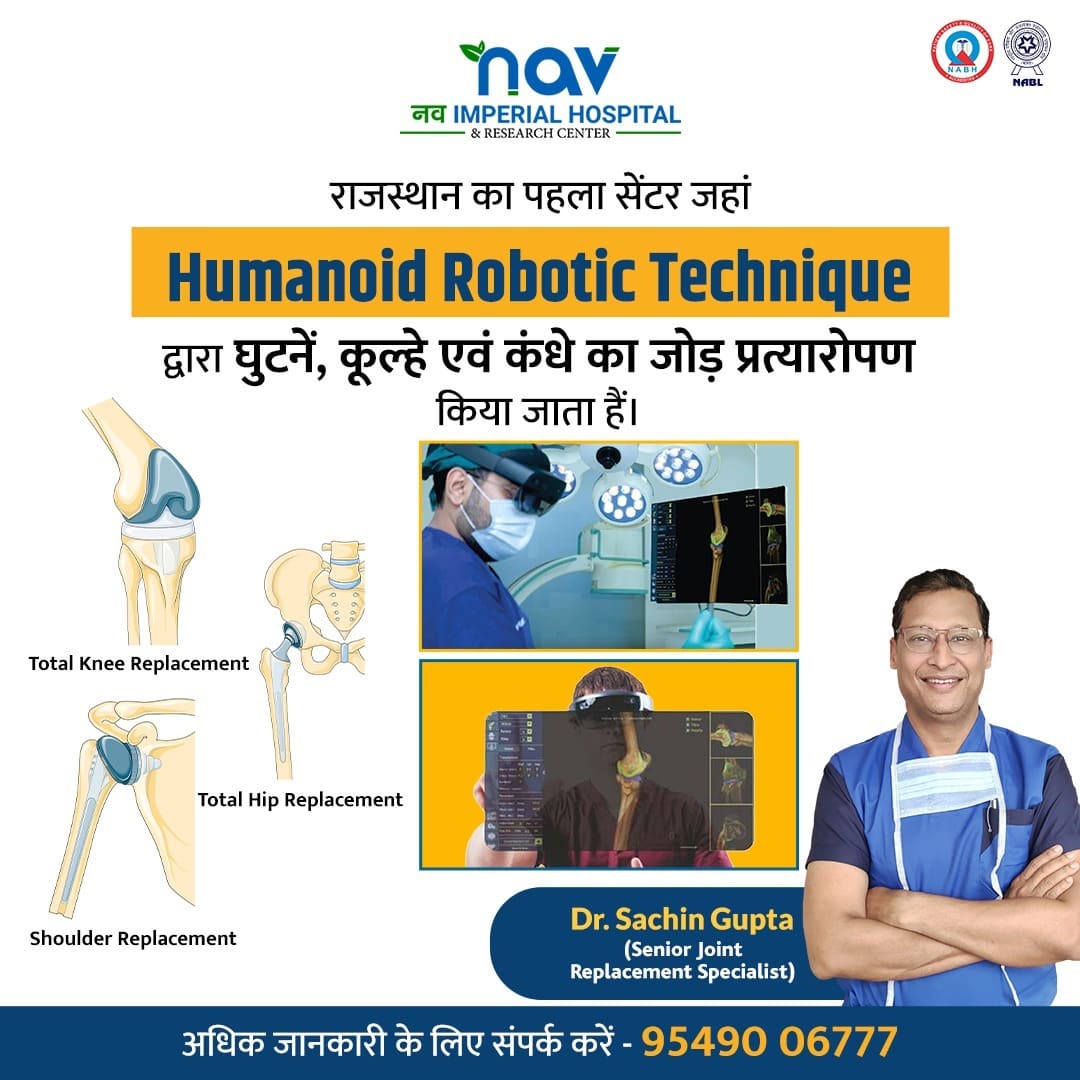 nav
नव IMPERIAL HOSPITAL
& RESEARCH CENTER
NABH
NABL
राजस्थान का पहला सेंटर जहां
Humanoid Robotic Technique
द्वारा घुटनें, कूल्हे एवं कंधे का जोड़ प्रत्यारोपण
किया जाता हैं।
Total Knee Replacement
Total Hip Replacement
Shoulder Replacement
Dr. Sachin Gupta
(Senior Joint
Replacement Specialist)
अधिक जानकारी के लिए संपर्क करें - 95490 06777